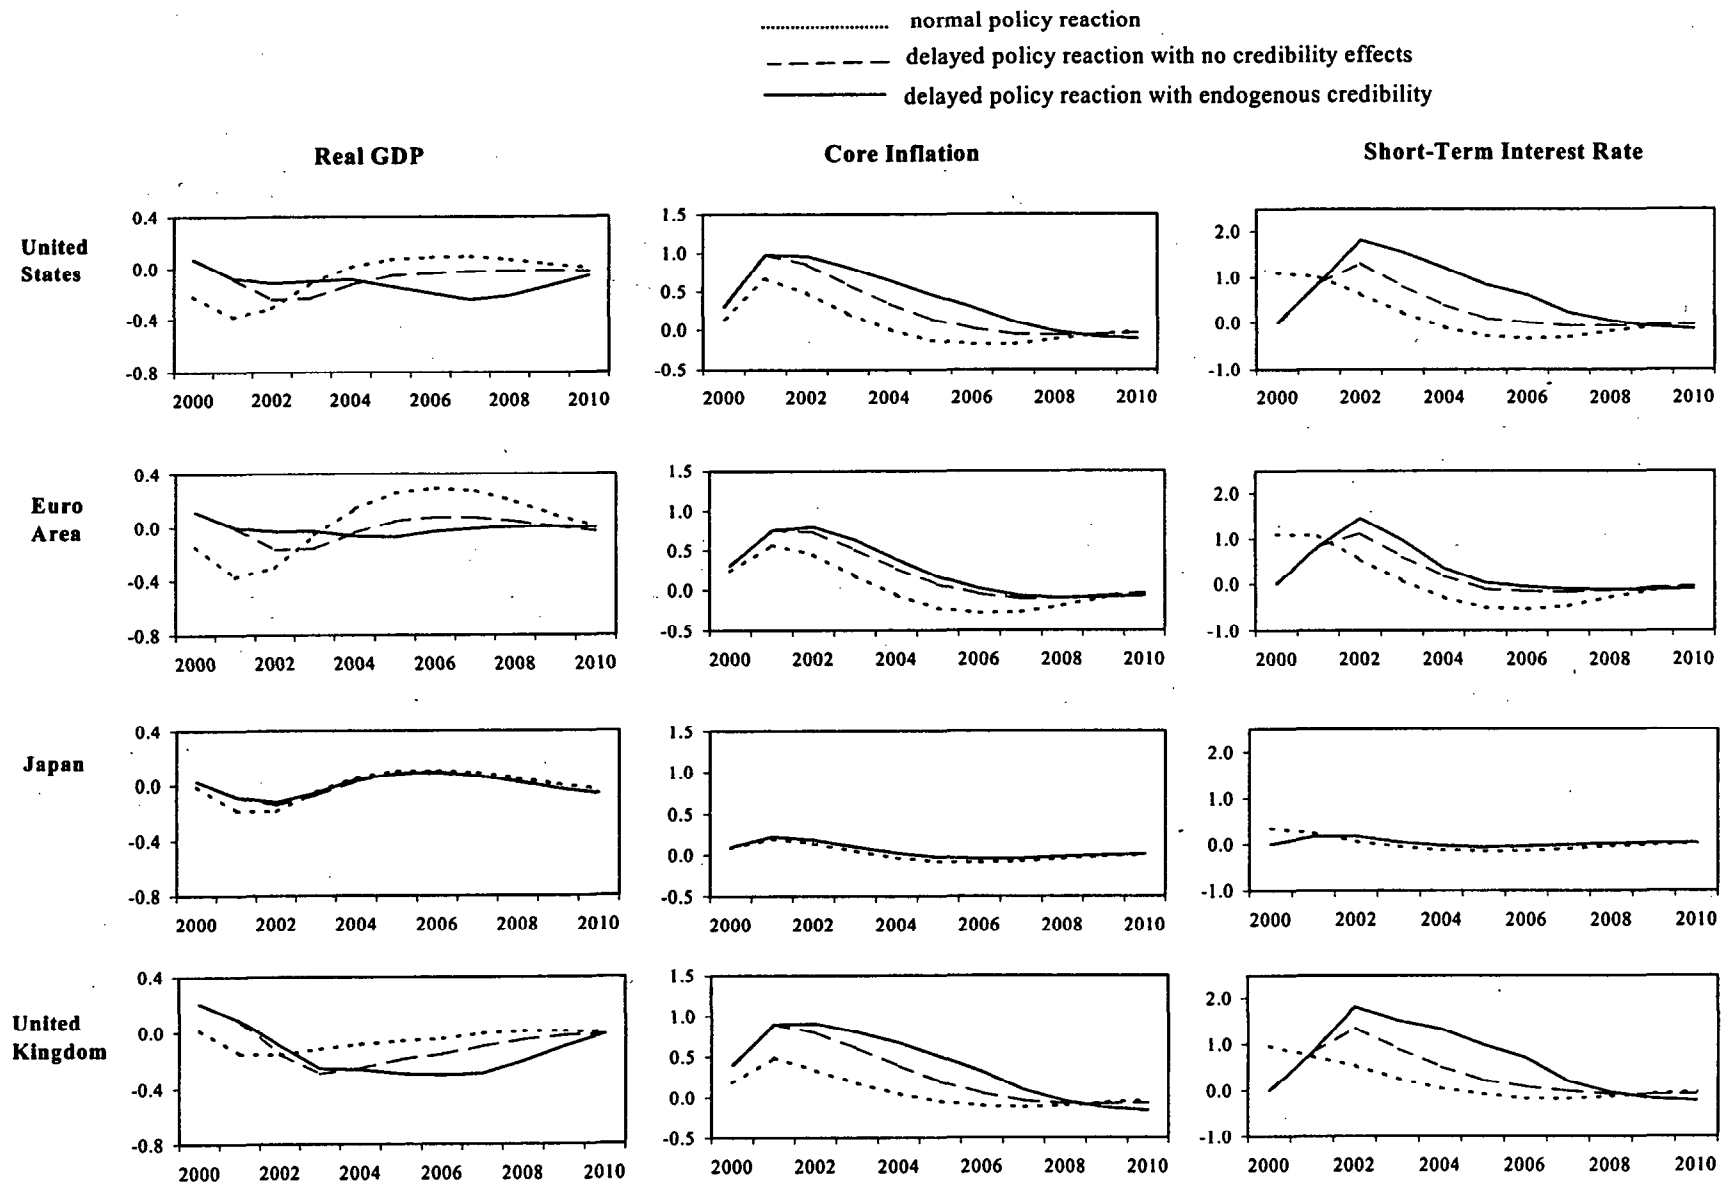 normal policy reaction
delayed policy reaction with no credibility effects
delayed policy reaction with endogenous credibility
Real GDP
Core Inflation
Short-Term Interest Rate
United
States
0.4
0.0
-0.4
-0.8
2000 2002 2004 2006 2008 2010
1.5
1.0
0.5
0.0
-0.5
2000 2002 2004 2006 2008 2010
2.0
1.0
0.0
-1.0
2000 2002 2004 2006 2008 2010
Euro
Area
0.4
0.0
-0.4
-0.8
2000 2002 2004 2006 2008 2010
1.5
1.0
0.5
0.0
-0.5
2000 2002 2004 2006 2008 2010
2.0
1.0
0.0
-1.0
2000 2002 2004 2006 2008 2010
Japan
0.4
0.0
-0.4
-0.8
2000 2002 2004 2006 2008 2010
1.5
1.0
0.5
0.0
-0.5
2000 2002 2004 2006 2008 2010
2.0
1.0
0.0
-1.0
2000 2002 2004 2006 2008 2010
United
Kingdom
0.4
0.0
-0.4
-0.8
2000 2002 2004 2006 2008 2010
1.5
1.0
0.5
0.0
-0.5
2000 2002 2004 2006 2008 2010
2.0
1.0
0.0
-1.0
2000 2002 2004 2006 2008 2010